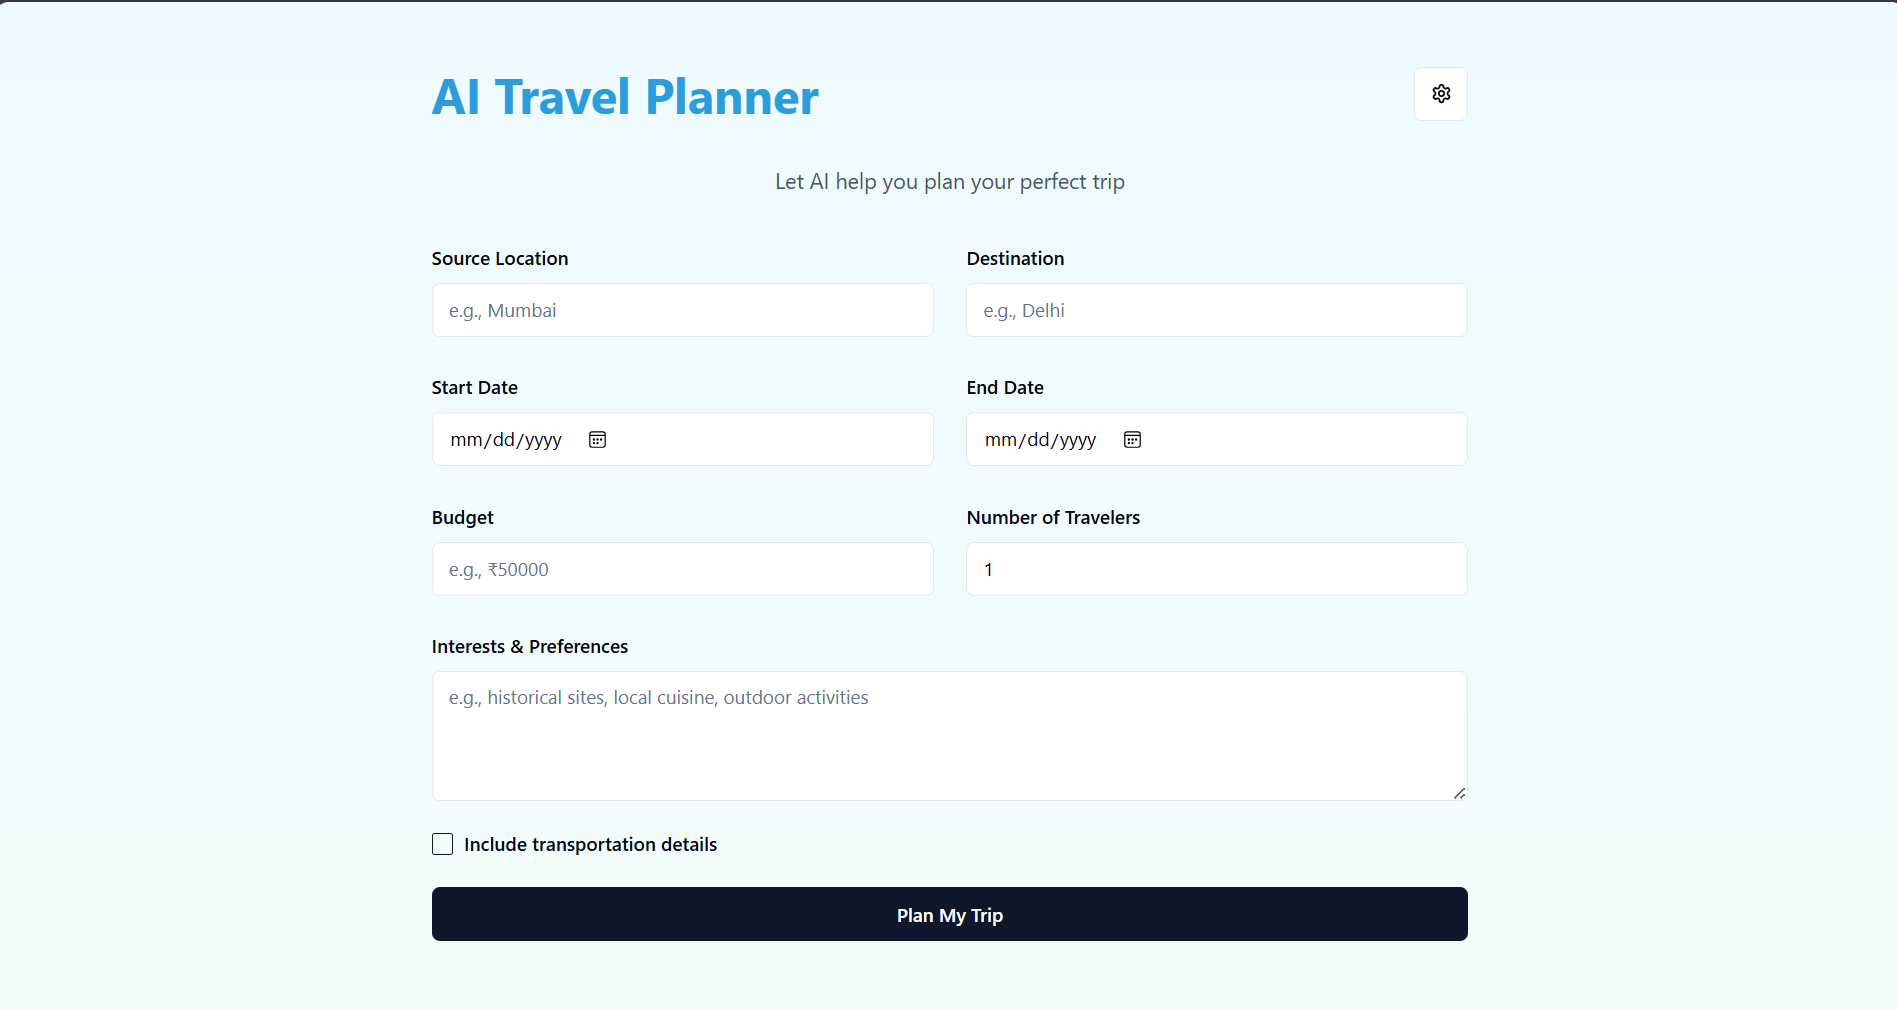 AI Travel Planner
Let AI help you plan your perfect trip
Source Location
Destination
e.g., Mumbai
e.g., Delhi
Start Date
End Date
mm/dd/yyyy
mm/dd/yyyy
Budget
Number of Travelers
e.g., ₹50000
1
Interests & Preferences
e.g., historical sites, local cuisine, outdoor activities
Include transportation details
Plan My Trip